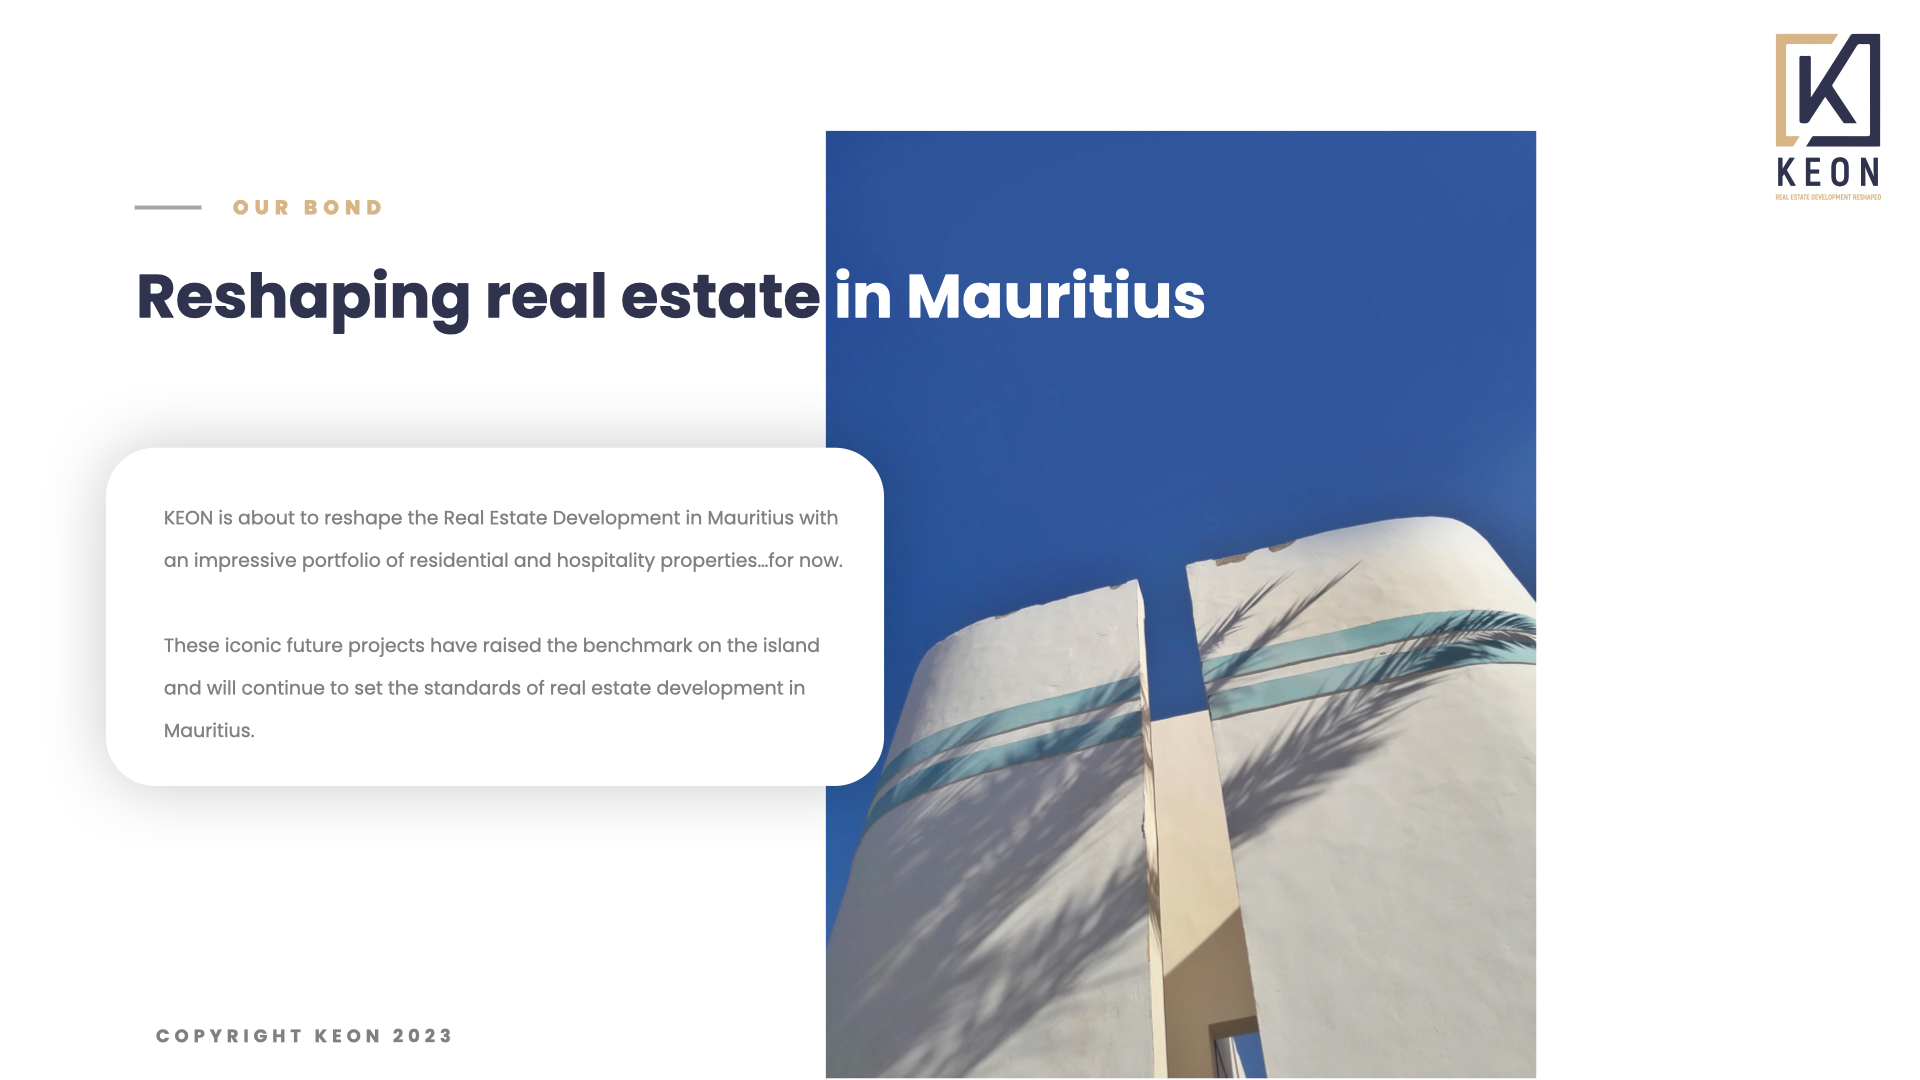 KEON
REAL ESTATE DEVELOPMENT RESHAPED
OUR BOND
Reshaping real estate in Mauritius
KEON is about to reshape the Real Estate Development in Mauritius with
an impressive portfolio of residential and hospitality properties...for now.
These iconic future projects have raised the benchmark on the island
and will continue to set the standards of real estate development in
Mauritius.
COPYRIGHT KEON 2023